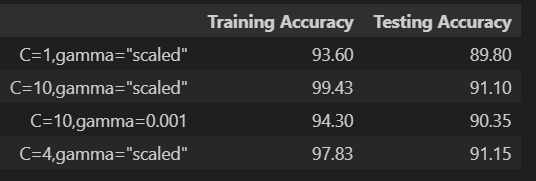 Training Accuracy Testing Accuracy
C=1,gamma="scaled" 93.60 89.80
C=10,gamma="scaled" 99.43 91.10
C=10,gamma=0.001 94.30 90.35
C=4,gamma="scaled" 97.83 91.15